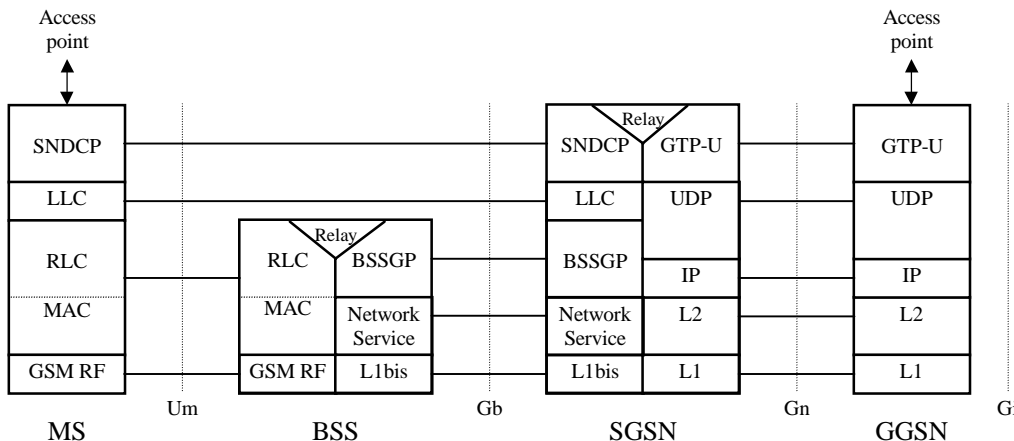 Access
point
Access
point
Relay
SNDCP
SNDCP
GTP-U
GTP-U
LLC
LLC
UDP
UDP
Relay
RLC
RLC
BSSGP
BSSGP
IP
IP
MAC
MAC
Network
Service
Network
Service
L2
L2
GSM RF
GSM RF
L1bis
L1bis
L1
L1
Um
Gb
Gn
MS
BSS
SGSN
GGSN